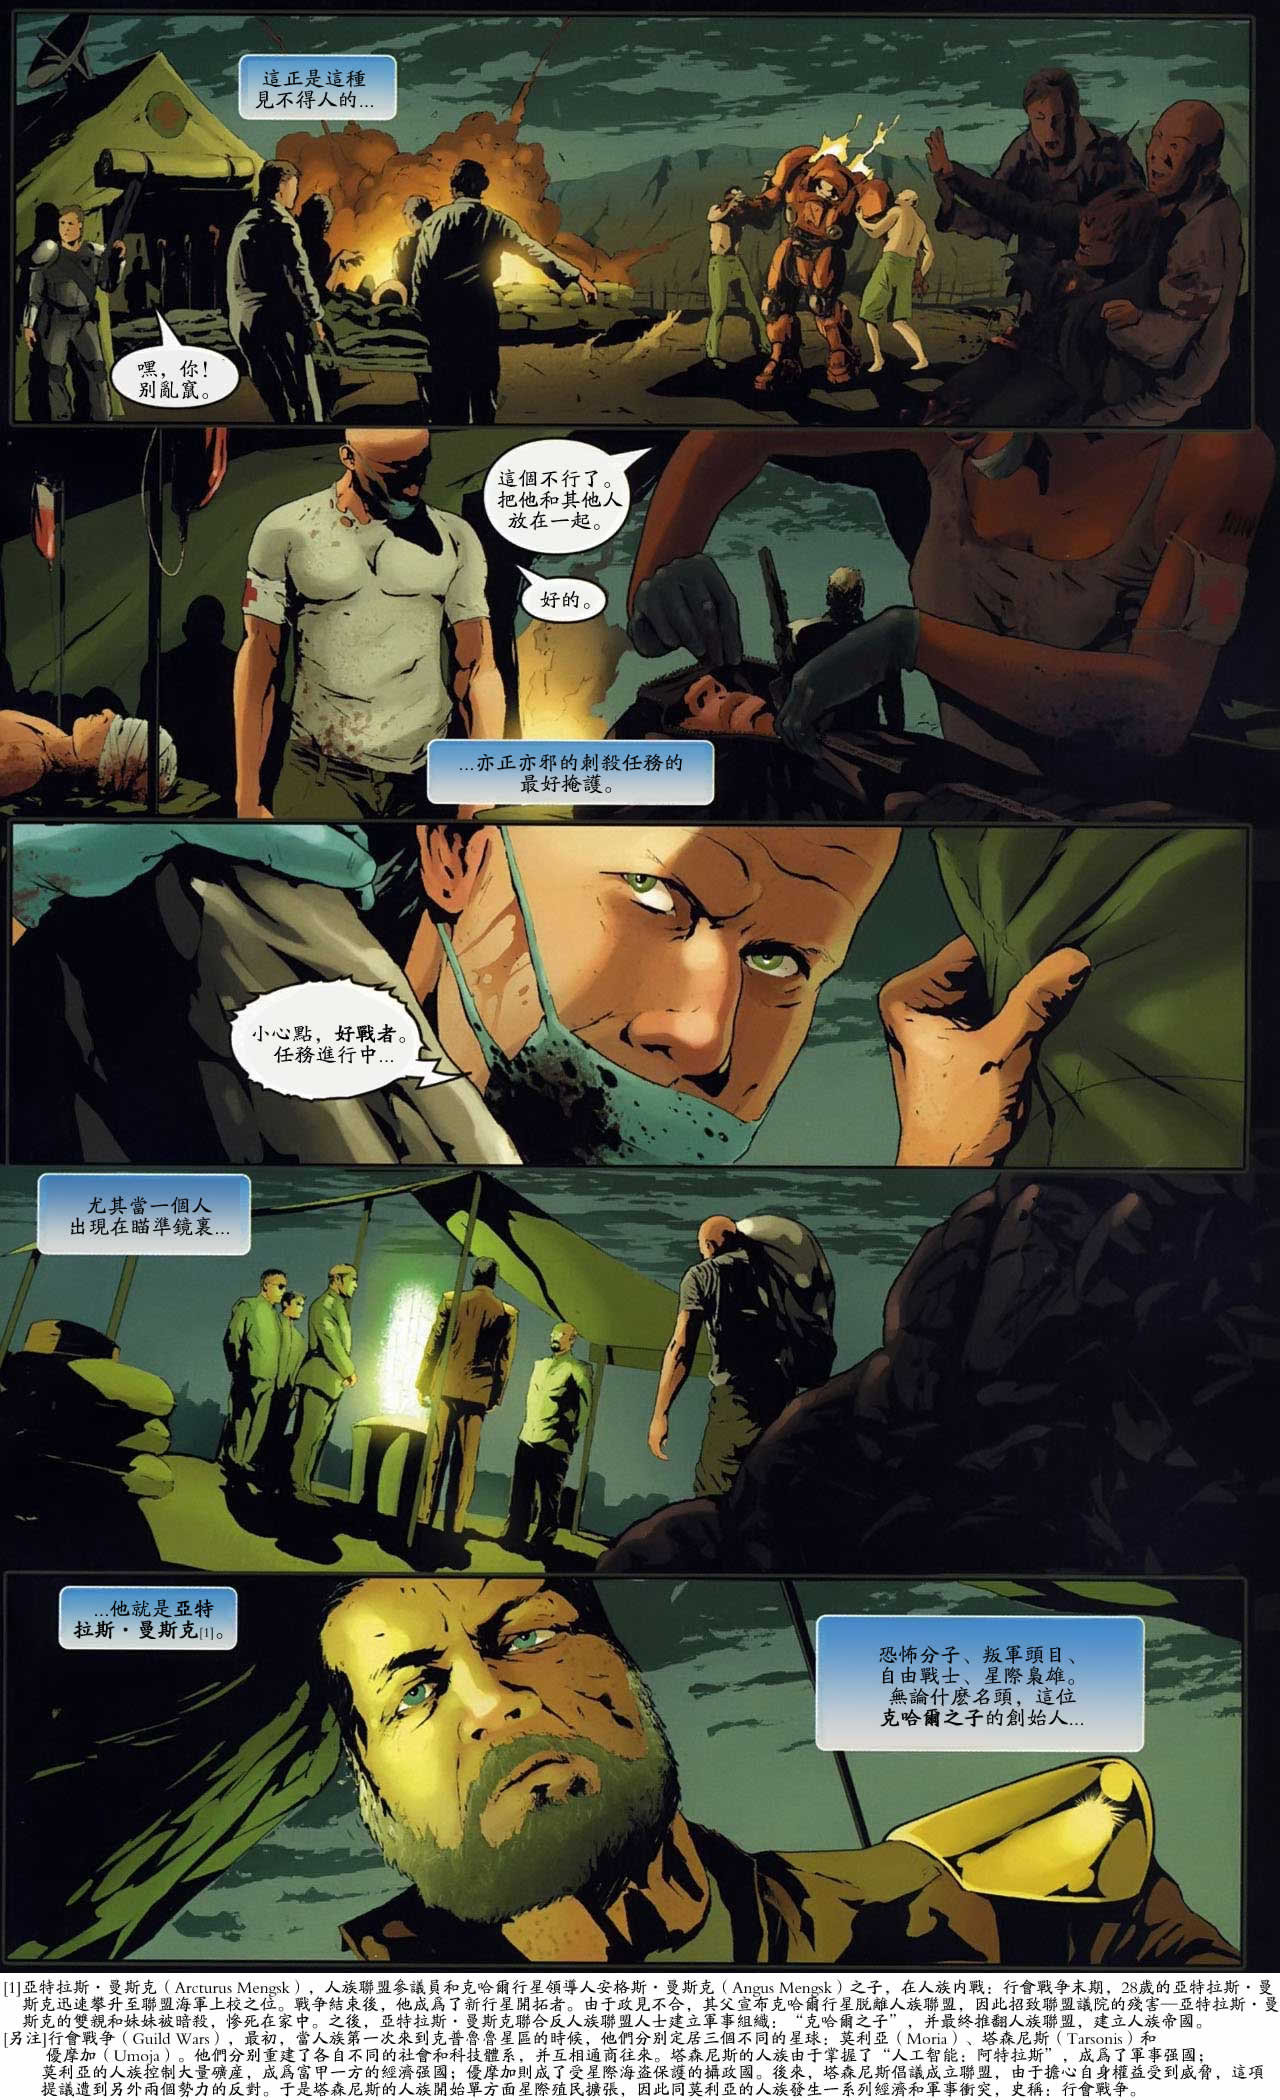 這正是這種
見不得人的...
嘿，你！
別亂竄。
這個不行了。
把他和其他人
放在一起。
好的。
...亦正亦邪的刺殺任務的
最好掩護。
小心點，好戰者。
任務進行中...
尤其當一個人
出現在瞄準鏡裏...
...他就是亞特
拉斯·曼斯克[1]。
恐怖分子、叛軍頭目、
自由戰士、星際梟雄。
無論什麼名頭，這位
克哈爾之子的創始人...
[1]亞特拉斯·曼斯克（Arcturus Mengsk），人族聯盟參議員和克哈爾行星領導人安格斯·曼斯克（Angus Mengsk）之子，在人族内戰：行會戰爭末期，28歲的亞特拉斯·曼
斯克迅速攀升至聯盟海軍上校之位。戰爭結束後，他成爲了新行星開拓者。由于政見不合，其父宣布克哈爾行星脱離人族聯盟，因此招致聯盟議院的殘害—亞特拉斯·曼
斯克的雙親和妹妹被暗殺，慘死在家中。之後，亞特拉斯·曼斯克聯合反人族聯盟人士建立軍事組織：“克哈爾之子”，并最終推翻人族聯盟，建立人族帝國。
[另注]行會戰爭（Guild Wars），最初，當人族第一次來到克普魯魯星區的時候，他們分别定居三個不同的星球：莫利亞（Moria）、塔森尼斯（Tarsonis）和
優摩加（Umoja）。他們分别重建了各自不同的社會和科技體系，并互相通商往來。塔森尼斯的人族由于掌握了“人工智能：阿特拉斯”，成爲了軍事强國；
莫利亞的人族控制大量礦産，成爲富甲一方的經濟强國；優摩加則成了受星際海盗保護的攝政國。後來，塔森尼斯倡議成立聯盟，由于擔心自身權益受到威脅，這項
提議遭到另外兩個勢力的反對。于是塔森尼斯的人族開始單方面星際殖民擴張，因此同莫利亞的人族發生一系列經濟和軍事衝突，史稱：行會戰爭。